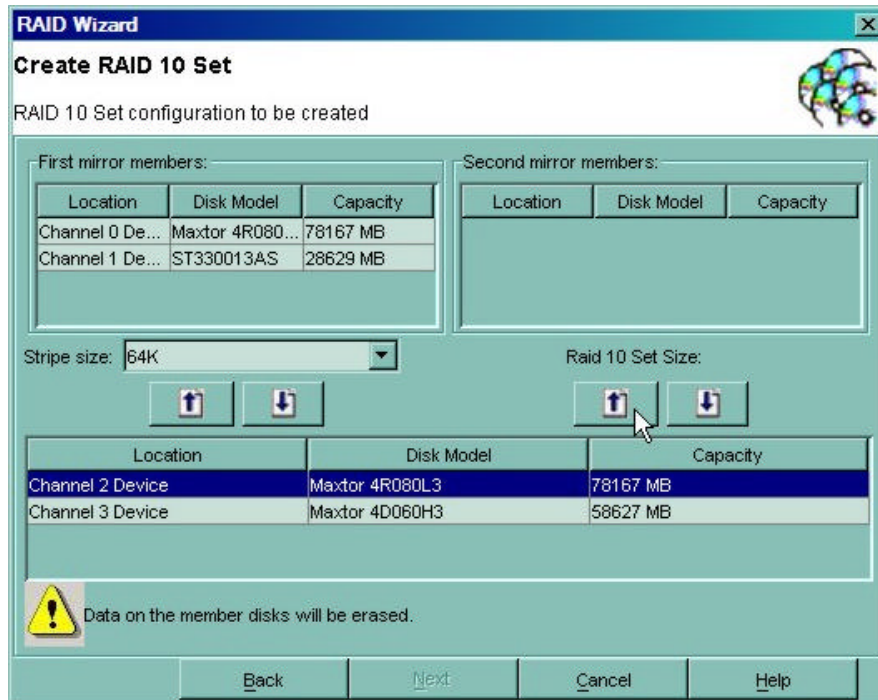 RAID Wizard
Create RAID 10 Set
RAID 10 Set configuration to be created
First mirror members:
Location Disk Model Capacity
Channel 0 De... Maxtor 4R080... 78167 MB
Channel 1 De... ST330013AS 28629 MB
Second mirror members:
Location Disk Model Capacity
Stripe size: 64K
Raid 10 Set Size:
Location Disk Model Capacity
Channel 2 Device Maxtor 4R080L3 78167 MB
Channel 3 Device Maxtor 4D060H3 58627 MB
Data on the member disks will be erased.
Back Next Cancel Help